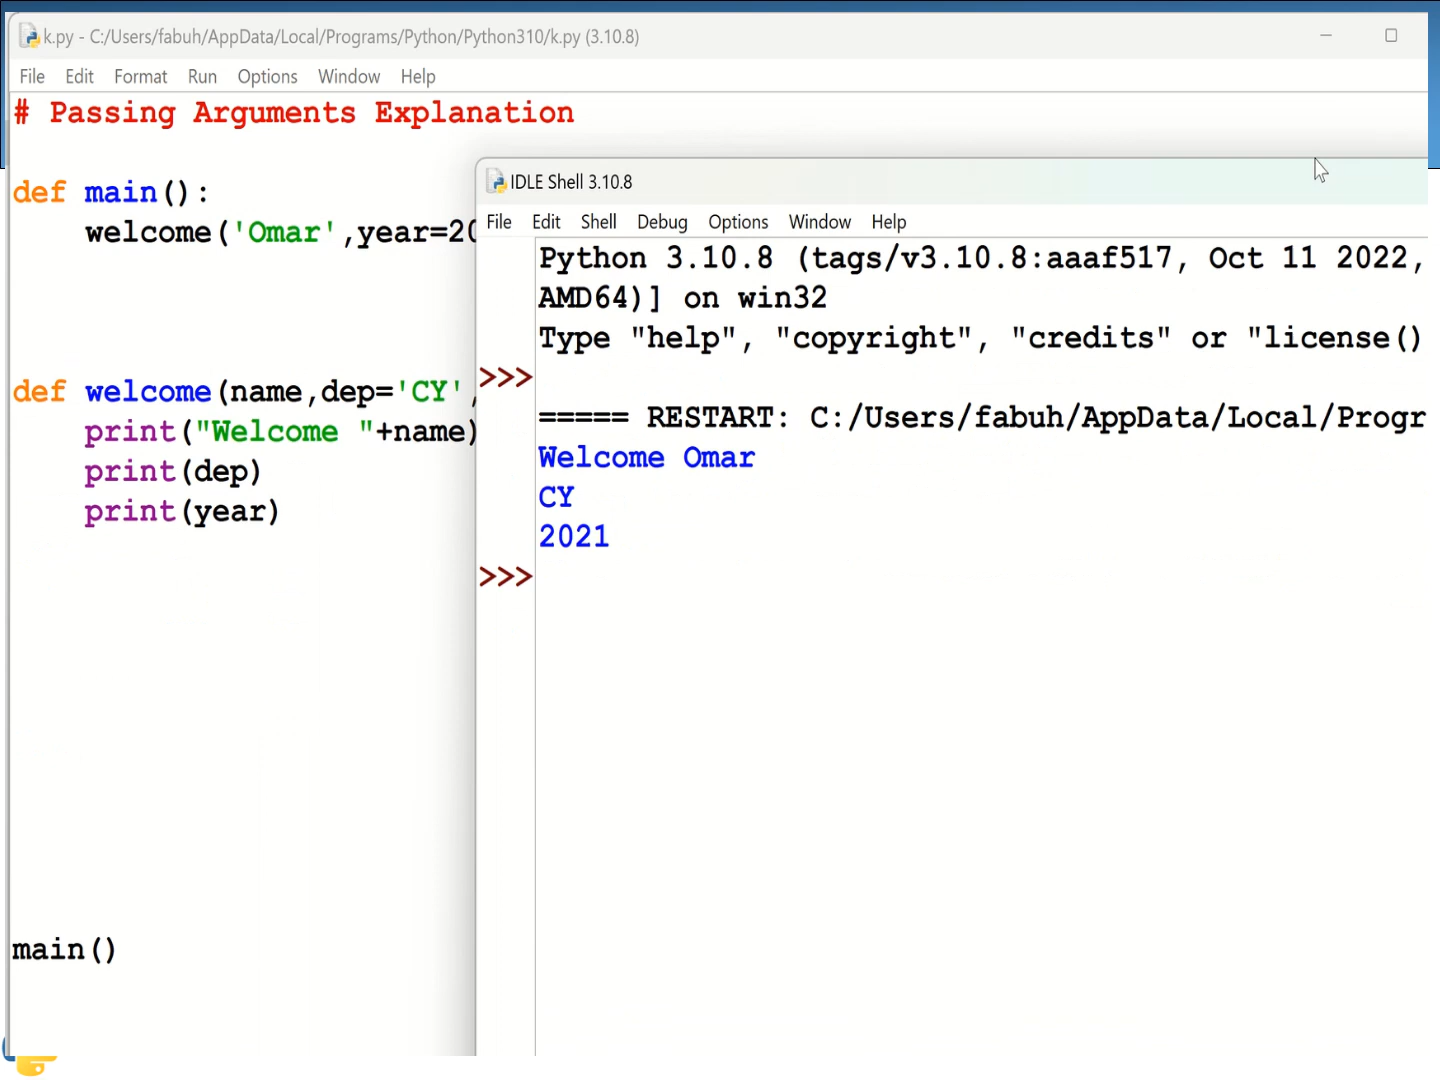 k.py - C:/Users/fabuh/AppData/Local/Programs/Python/Python310/k.py (3.10.8)
File Edit Format Run Options Window Help
# Passing Arguments Explanation
def main():
welcome('Omar',year=20
def welcome(name,dep='CY',
print("Welcome "+name)
print(dep)
print(year)
main()
IDLE Shell 3.10.8
File Edit Shell Debug Options Window Help
Python 3.10.8 (tags/v3.10.8:aaaf517, Oct 11 2022,
AMD64)] on win32
Type "help", "copyright", "credits" or "license()
>>>
===== RESTART: C:/Users/fabuh/AppData/Local/Progr
Welcome Omar
CY
2021
>>>